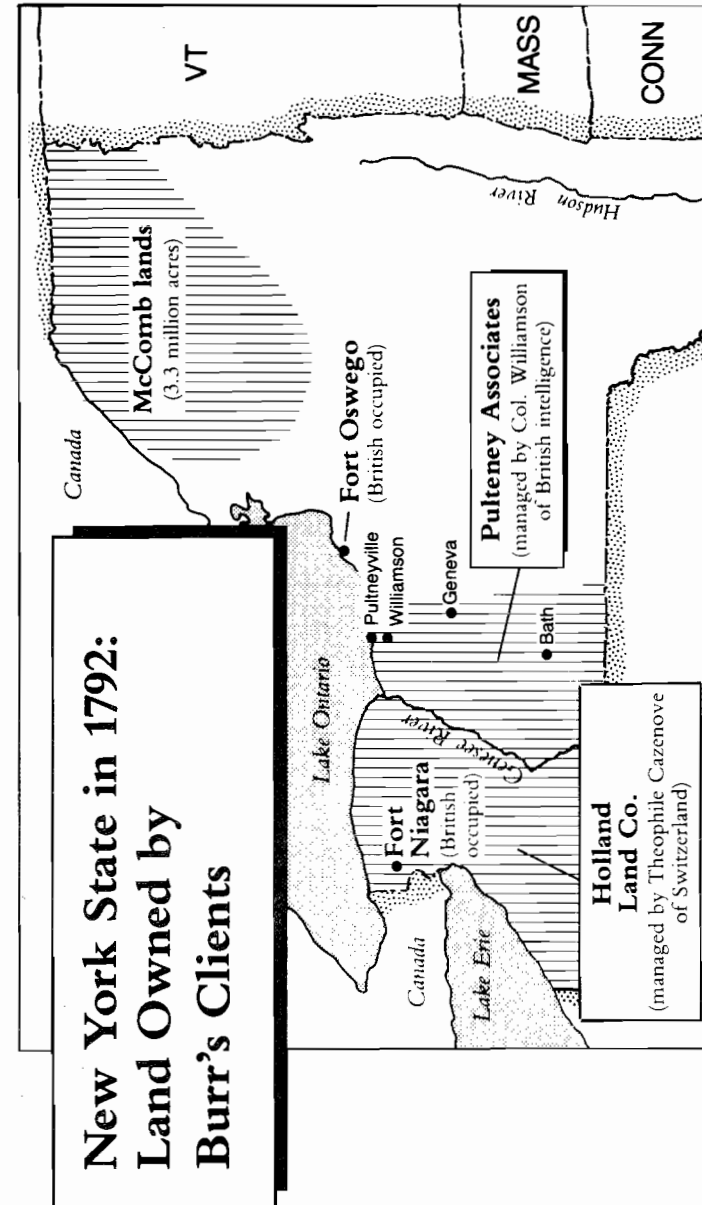 New York State in 1792:
Land Owned by
Burr's Clients
Canada
McComb lands
(3.3 million acres)
VT
MASS
CONN
Hudson
River
Lake Ontario
Fort Oswego
(British occupied)
Pultneyville
Williamson
Geneva
Bath
Pulteney Associates
(managed by Col. Williamson
of British intelligence)
Genesee River
Fort
Niagara
(British
occupied)
Canada
Lake Erie
Holland
Land Co.
(managed by Theophile Cazenove
of Switzerland)